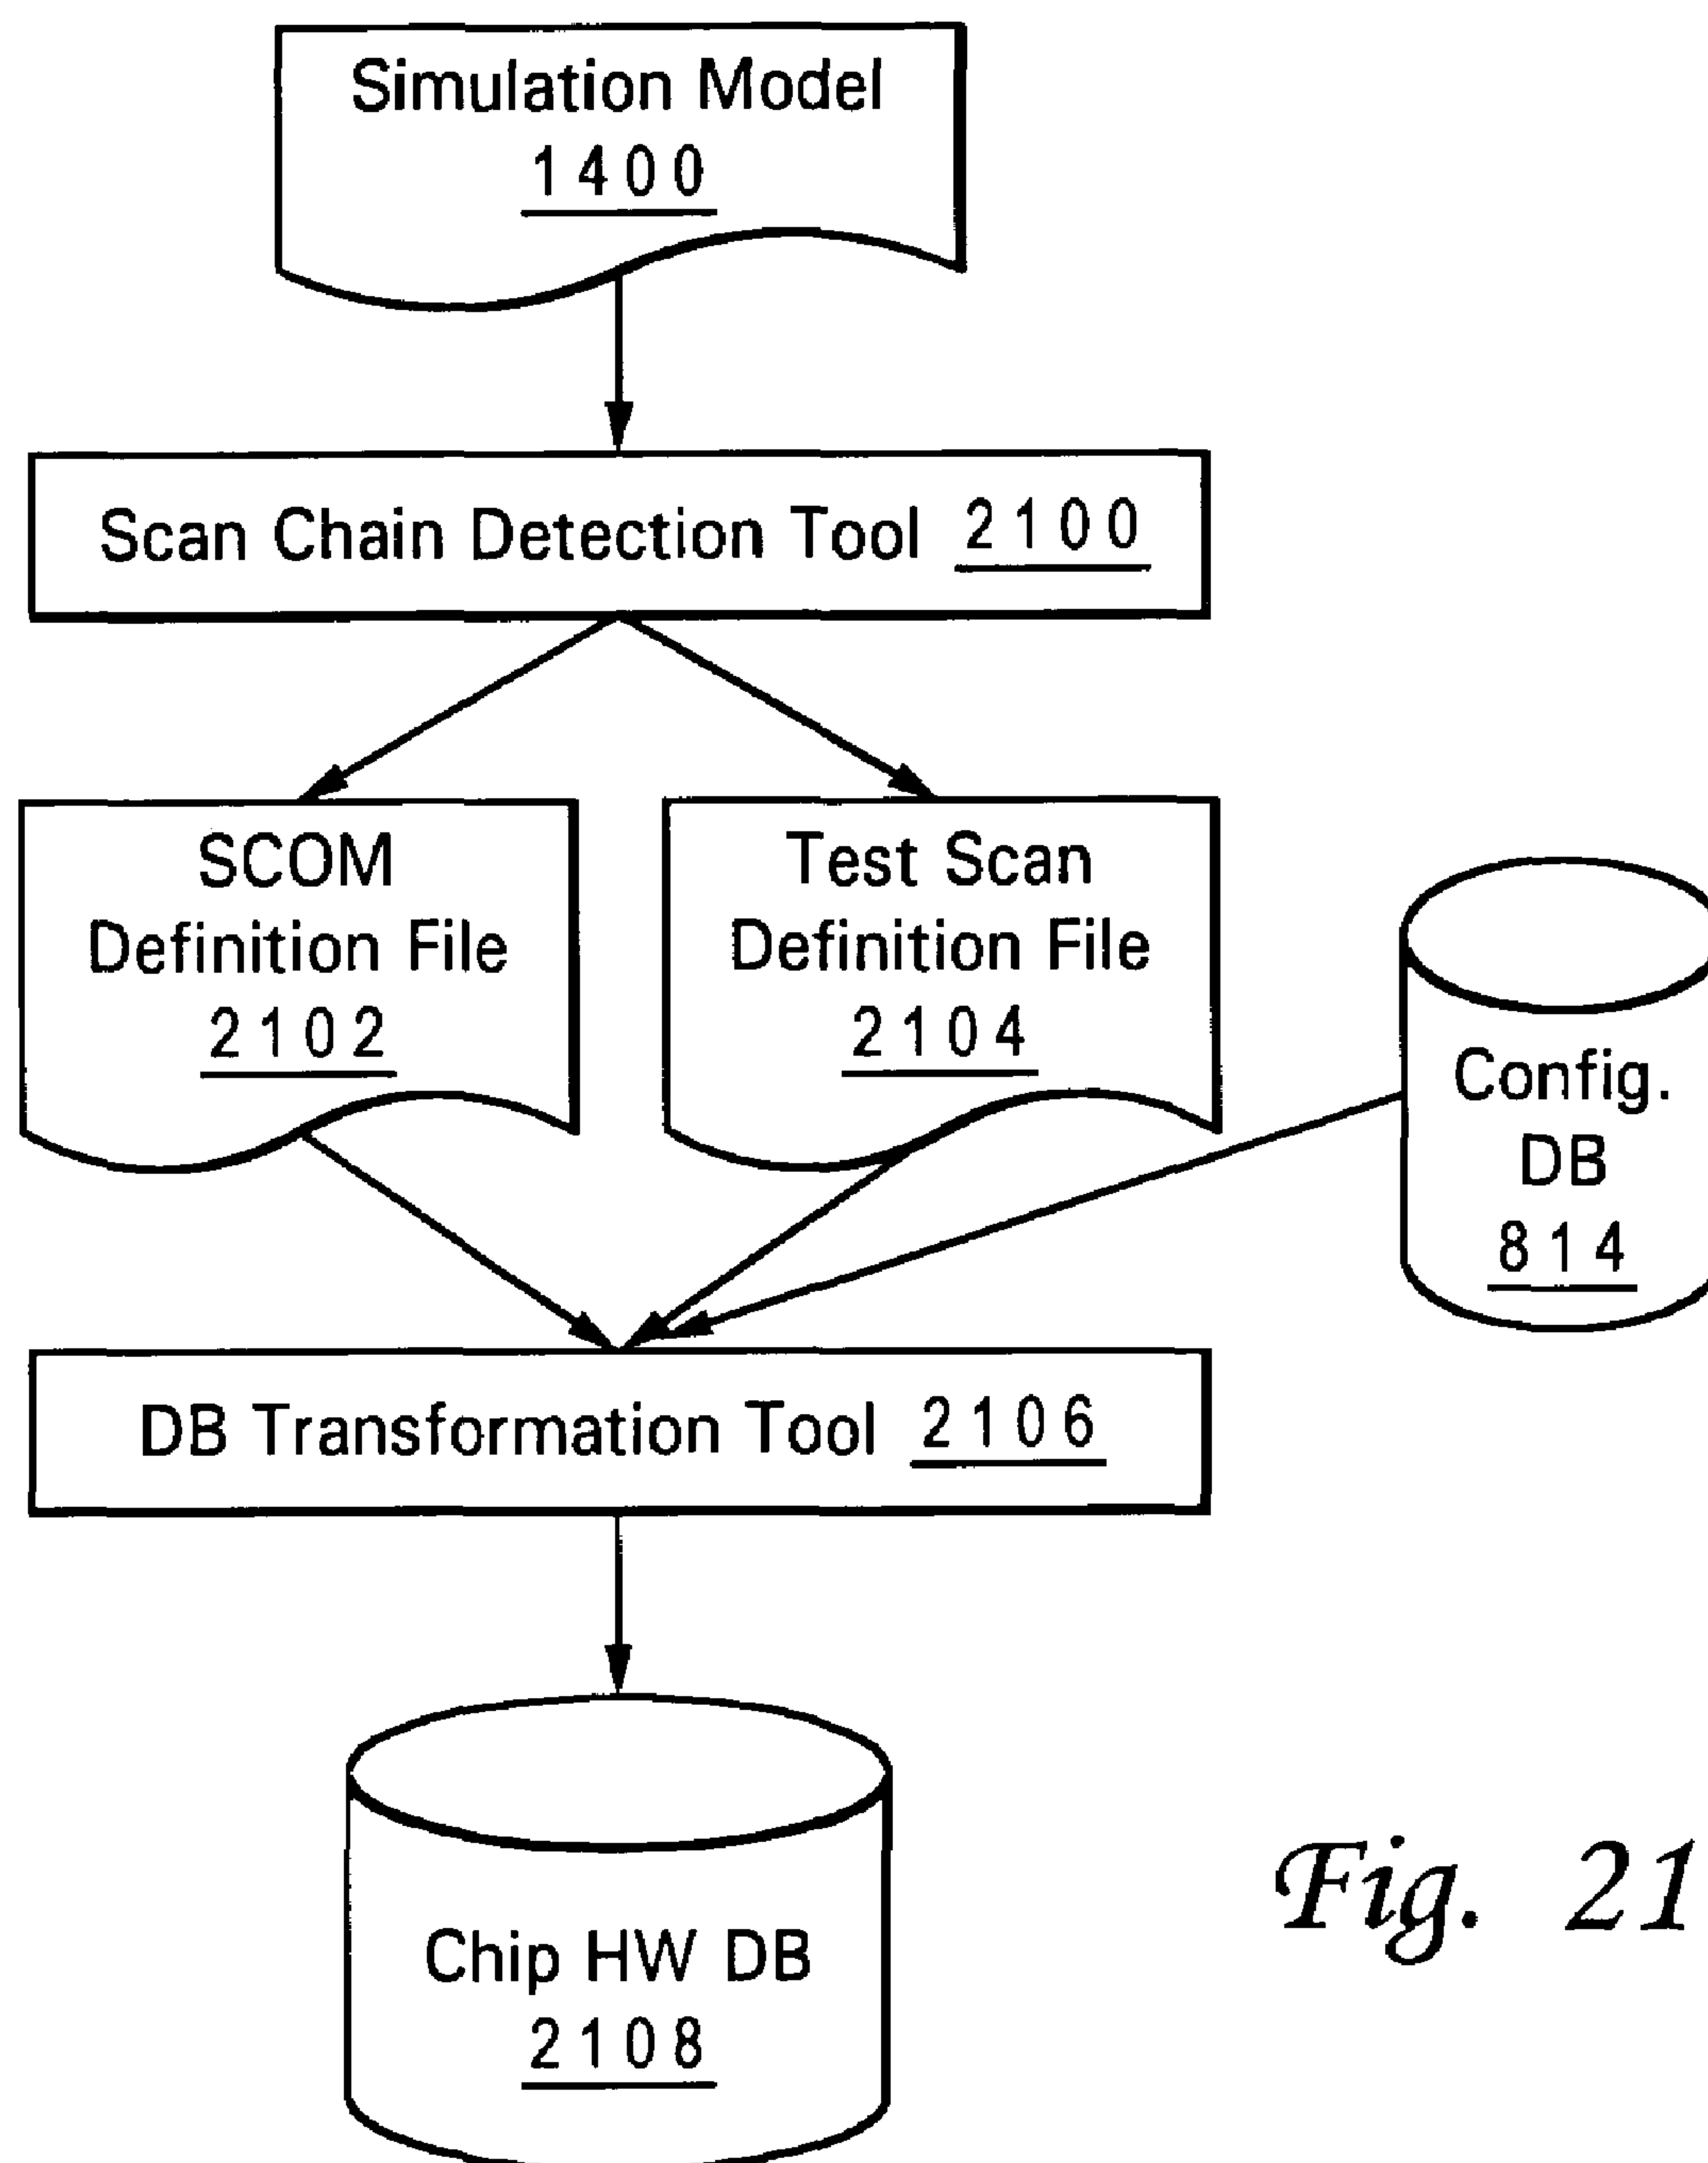 Simulation Model
1400
Scan Chain Detection Tool 2100
SCOM
Definition File
2102
Test Scan
Definition File
2104
Config.
DB
814
DB Transformation Tool 2106
Chip HW DB
2108
Fig. 21